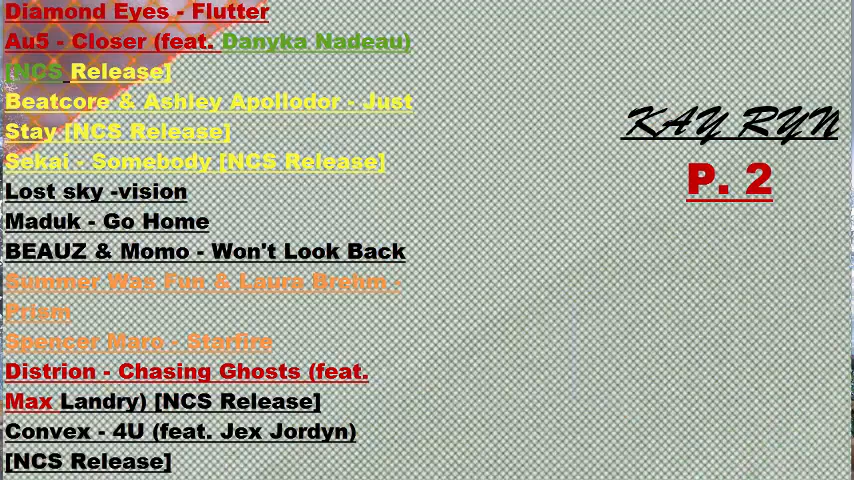 Diamond Eyes - Flutter
Au5 - Closer (feat. Danyka Nadeau)
[NCS Release]
Beatcore & Ashley Apollodor - Just
Stay [NCS Release]
Sekai - Somebody [NCS Release]
Lost sky -vision
Maduk - Go Home
BEAUZ & Momo - Won't Look Back
Summer Was Fun & Laura Brehm -
Prism
Spencer Maro - Starfire
Distrion - Chasing Ghosts (feat.
Max Landry) [NCS Release]
Convex - 4U (feat. Jex Jordyn)
[NCS Release]
KAY RYN
P. 2